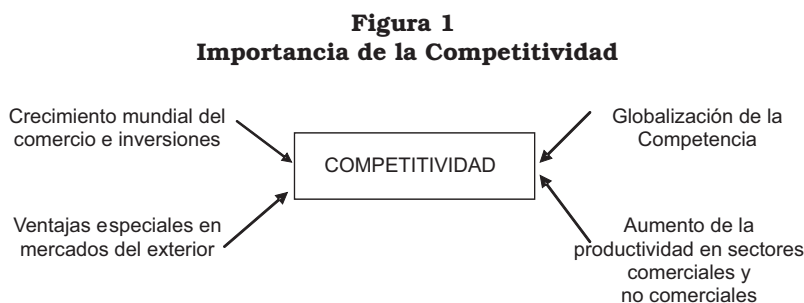 Figura 1
Importancia de la Competitividad
Crecimiento mundial del
comercio e inversiones
Globalización de la
Competencia
COMPETITIVIDAD
Ventajas especiales en
mercados del exterior
Aumento de la
productividad en sectores
comerciales y
no comerciales